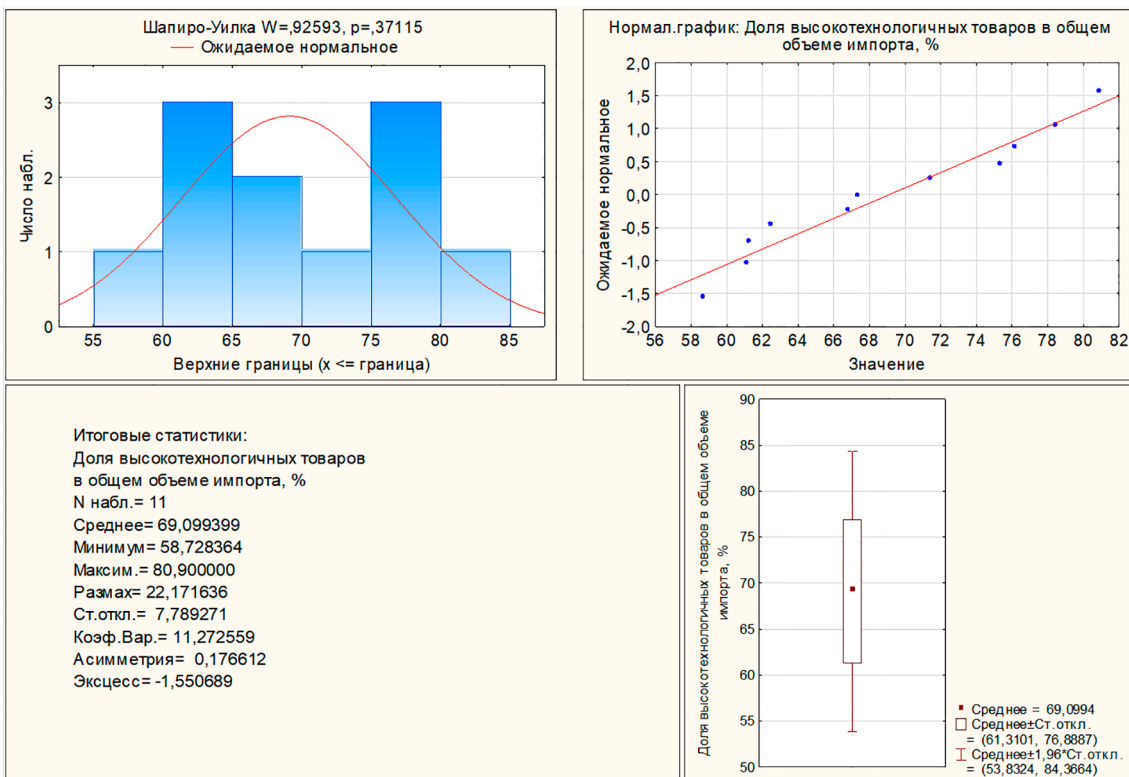 Шапиро-Уилка W=,92593, p=,37115
Ожидаемое нормальное
Число набл.
3
2
1
0
55 60 65 70 75 80 85
Верхние границы (x <= граница)
Нормал.график: Доля высокотехнологичных товаров в общем
объеме импорта, %
Ожидаемое нормальное
2,0
1,5
1,0
0,5
0,0
-0,5
-1,0
-1,5
-2,0
56 58 60 62 64 66 68 70 72 74 76 78 80 82
Значение
Итоговые статистики:
Доля высокотехнологичных товаров
в общем объеме импорта, %
N набл.= 11
Среднее= 69,099399
Минимум= 58,728364
Максим.= 80,900000
Размах= 22,171636
Ст.откл.= 7,789271
Коэф.Вар.= 11,272559
Асимметрия= 0,176612
Эксцесс= -1,550689
Доля высокотехнологичных товаров в общем объеме
импорта, %
90
85
80
75
70
65
60
55
50
Среднее = 69,0994
Среднее±Ст.откл.
= (61,3101, 76,8887)
Среднее±1,96*Ст.откл.
= (53,8324, 84,3664)